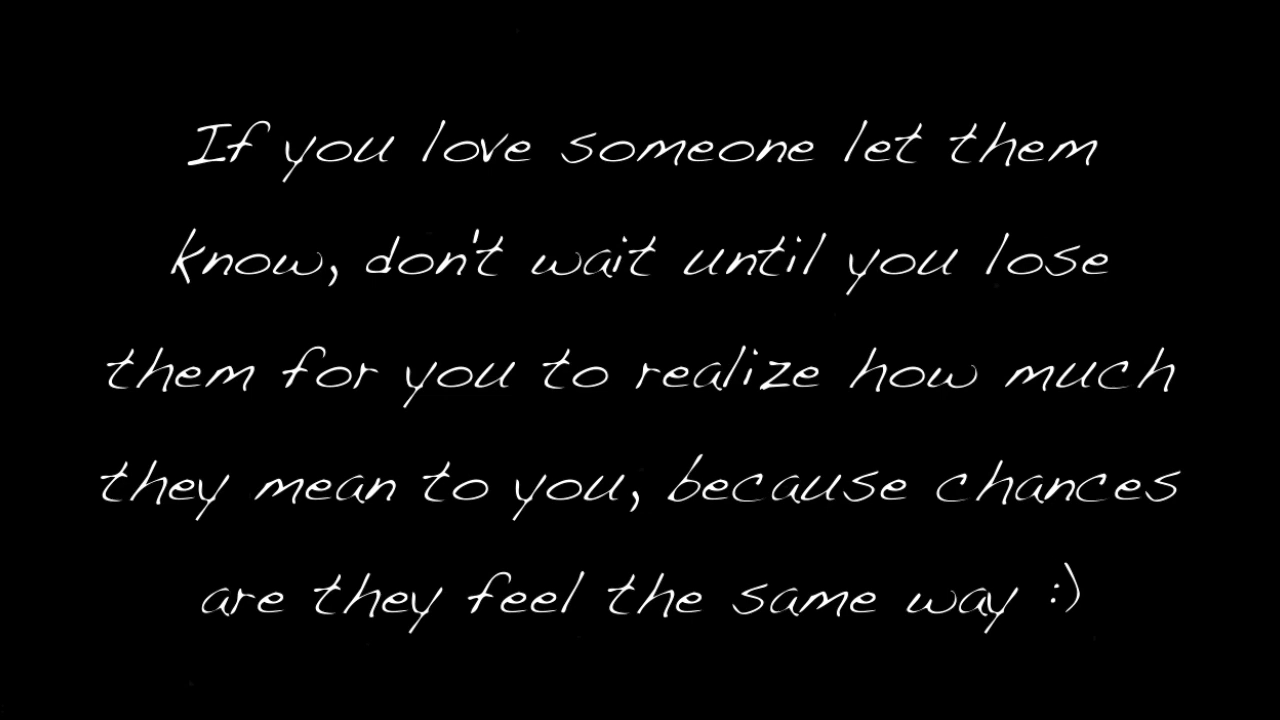 If you love someone let them
know, don't wait until you lose
them for you to realize how much
they mean to you, because chances
are they feel the same way :)